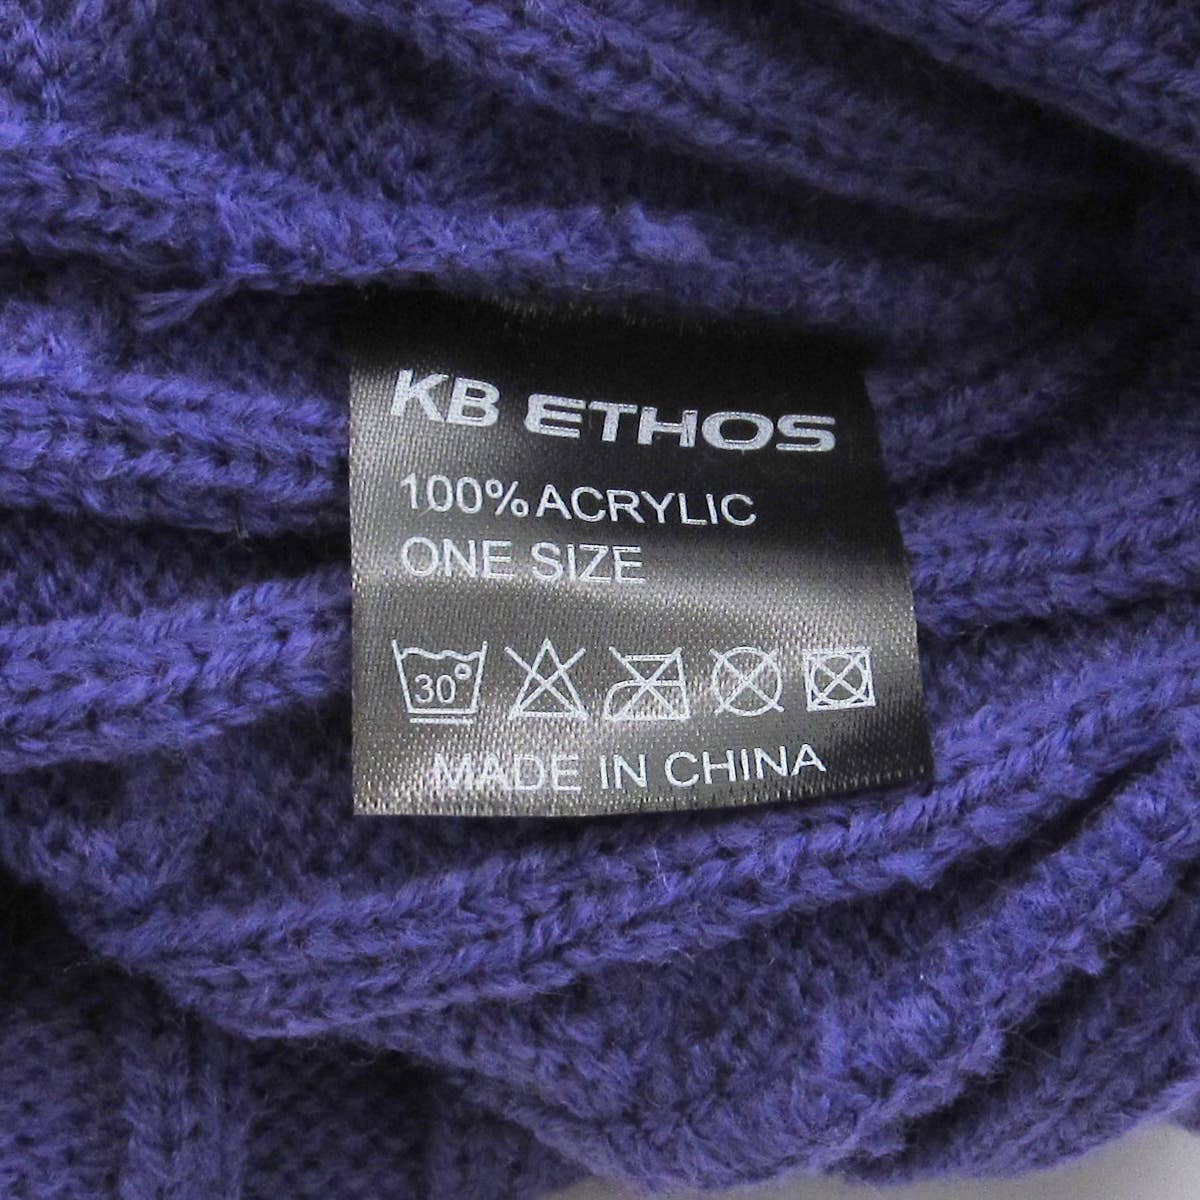 KB ETHOS
100% ACRYLIC
ONE SIZE
30°
MADE IN CHINA